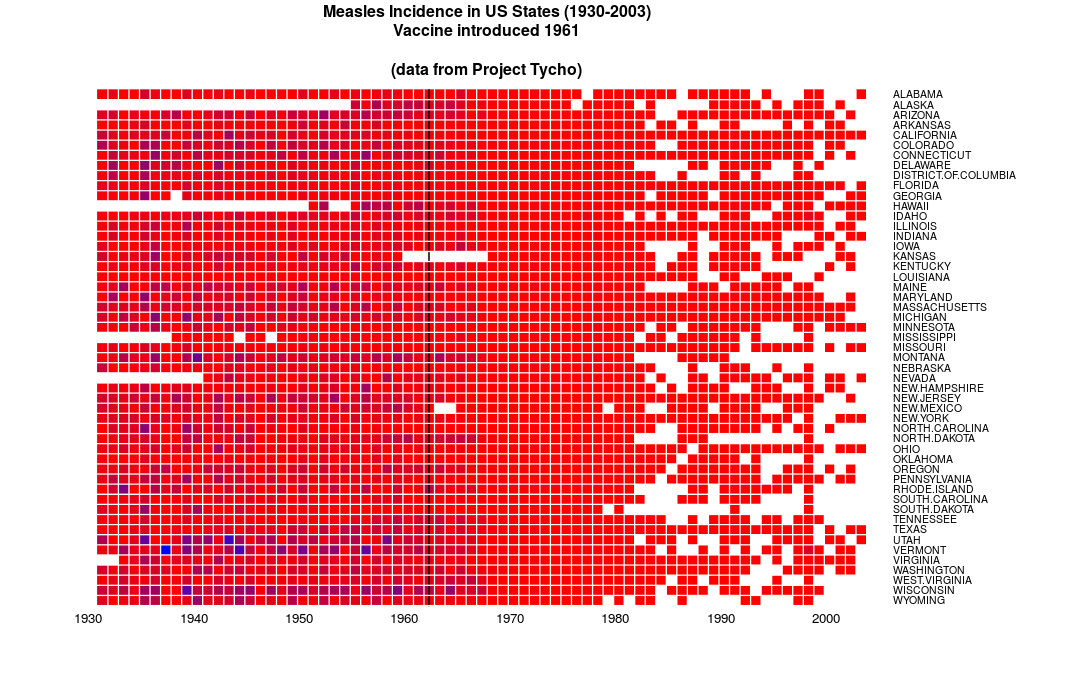 Measles Incidence in US States (1930-2003)
Vaccine introduced 1961
(data from Project Tycho)
ALABAMA
ALASKA
ARIZONA
ARKANSAS
CALIFORNIA
COLORADO
CONNECTICUT
DELAWARE
DISTRICT.OF.COLUMBIA
FLORIDA
GEORGIA
HAWAII
IDAHO
ILLINOIS
INDIANA
IOWA
KANSAS
KENTUCKY
LOUISIANA
MAINE
MARYLAND
MASSACHUSETTS
MICHIGAN
MINNESOTA
MISSISSIPPI
MISSOURI
MONTANA
NEBRASKA
NEVADA
NEW.HAMPSHIRE
NEW.JERSEY
NEW.MEXICO
NEW.YORK
NORTH.CAROLINA
NORTH.DAKOTA
OHIO
OKLAHOMA
OREGON
PENNSYLVANIA
RHODE.ISLAND
SOUTH.CAROLINA
SOUTH.DAKOTA
TENNESSEE
TEXAS
UTAH
VERMONT
VIRGINIA
WASHINGTON
WEST.VIRGINIA
WISCONSIN
WYOMING
1930 1940 1950 1960 1970 1980 1990 2000